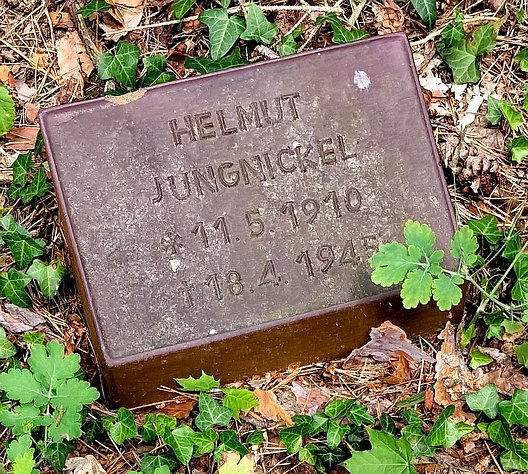 HELMUT
JUNGNICKEL
* 11. 5. 1910
† 18. 4. 1945